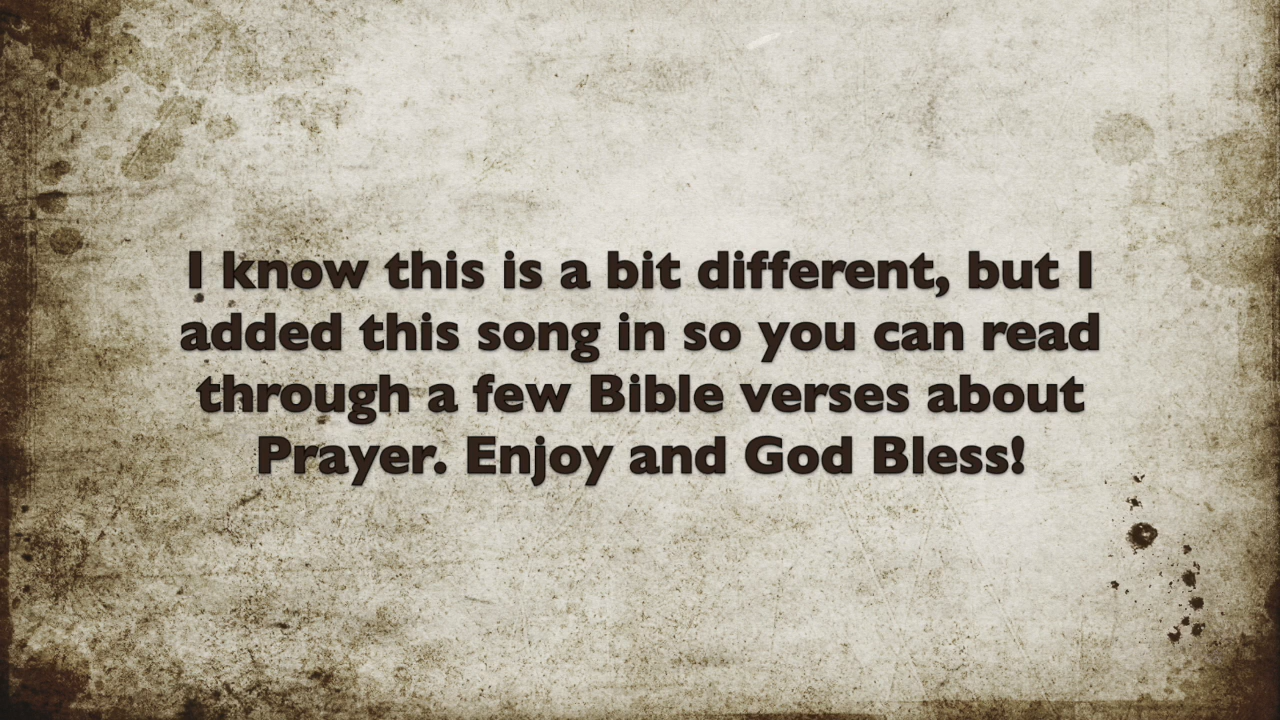 I know this is a bit different, but I
added this song in so you can read
through a few Bible verses about
Prayer. Enjoy and God Bless!